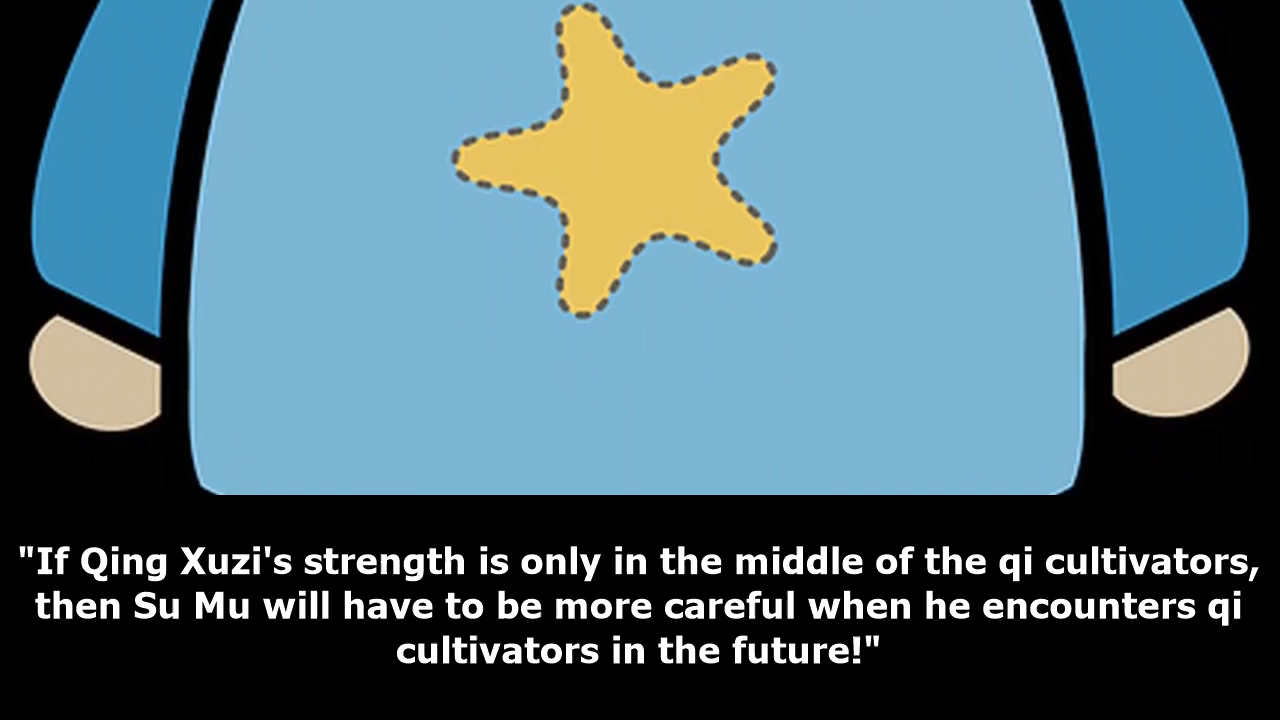 "If Qing Xuzi's strength is only in the middle of the qi cultivators,
then Su Mu will have to be more careful when he encounters qi
cultivators in the future!"